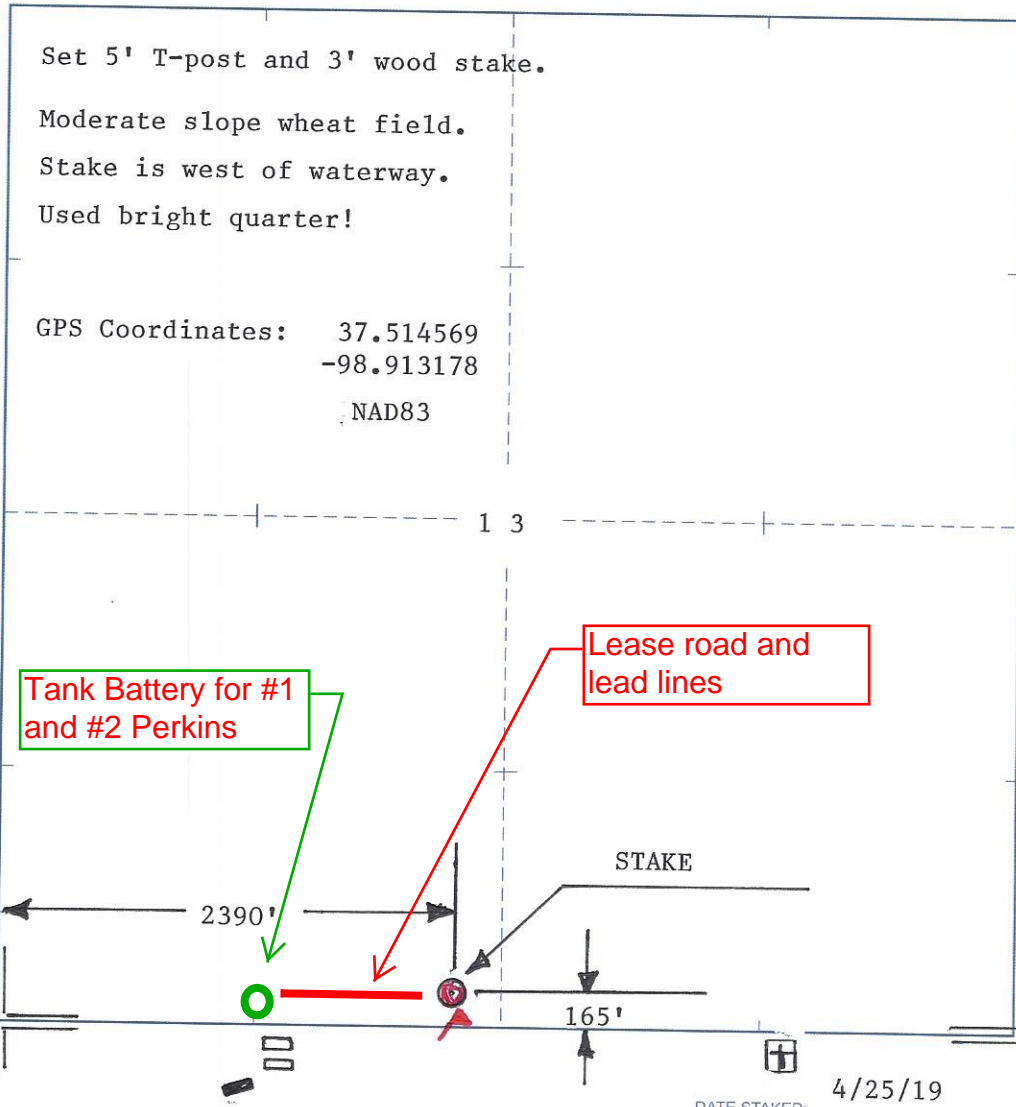 Set 5' T-post and 3' wood stake.
Moderate slope wheat field.
Stake is west of waterway.
Used bright quarter!
GPS Coordinates: 37.514569
-98.913178
NAD83
1 3
Tank Battery for #1
and #2 Perkins
Lease road and
lead lines
STAKE
2390'
165'
4/25/19
DATE STAKED: